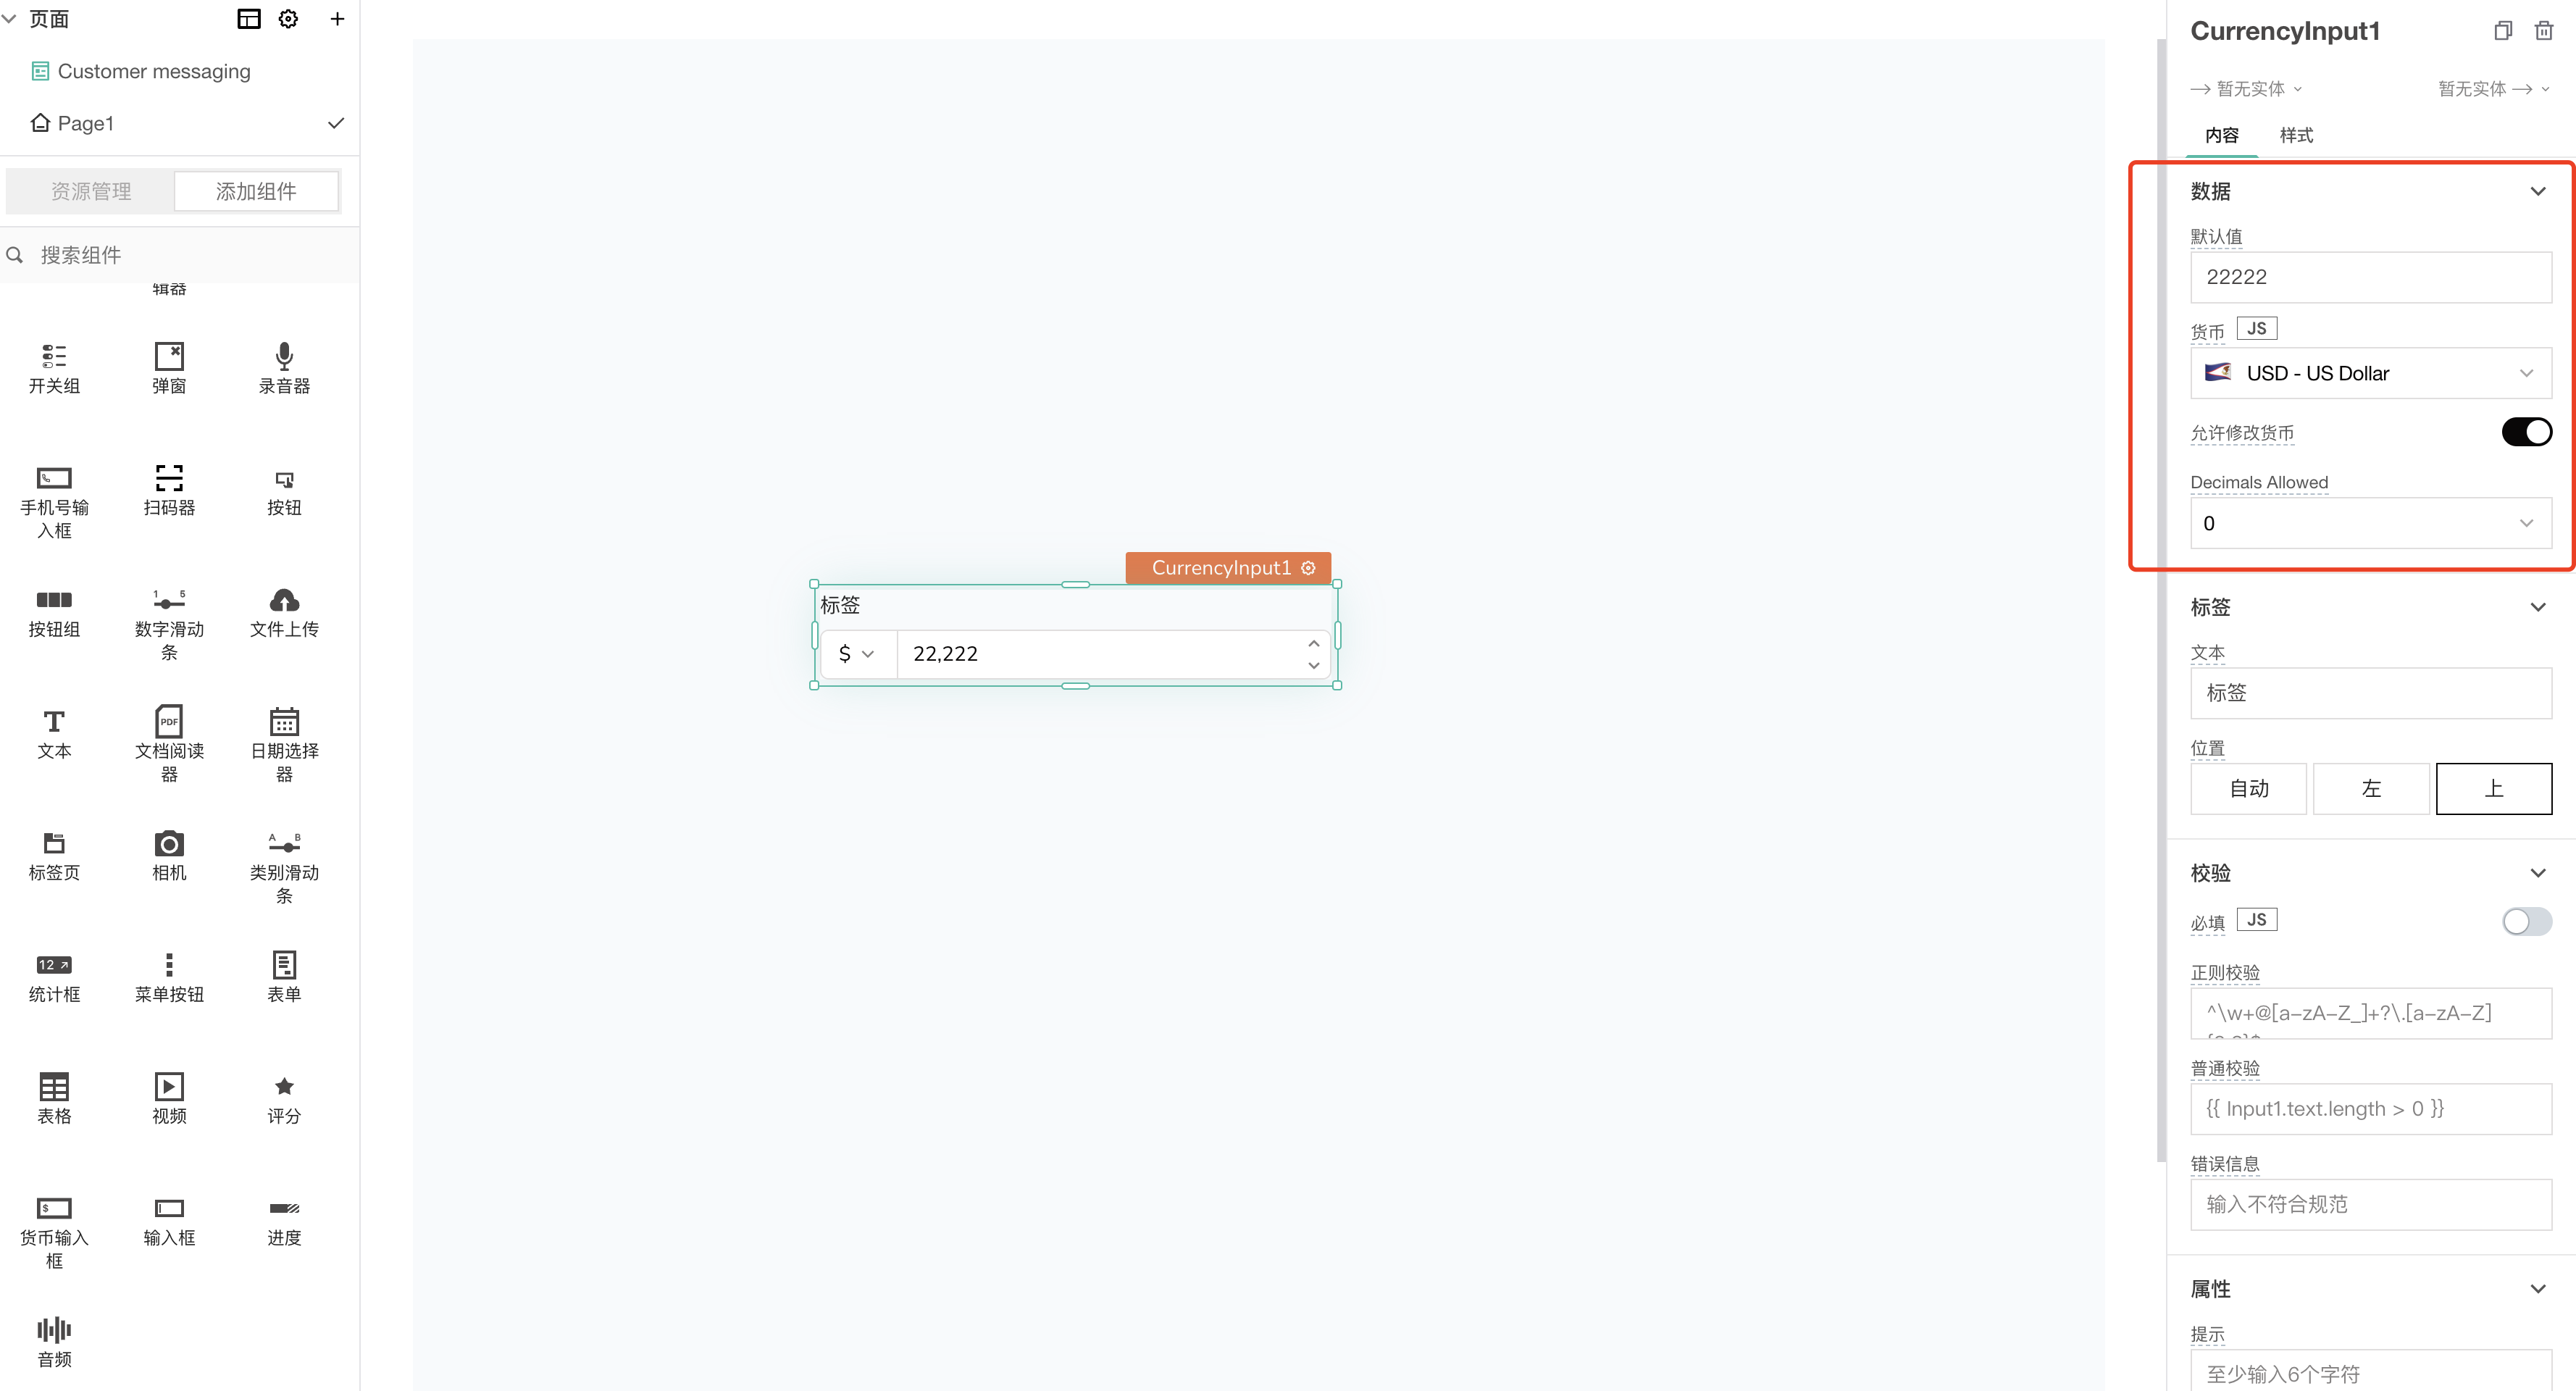 页面
Customer messaging
Page1
资源管理
添加组件
搜索组件
辑器
开关组
弹窗
录音器
手机号输
入框
扫码器
按钮
按钮组
1 5
数字滑动
条
文件上传
文本
PDF
文档阅读
器
日期选择
器
标签页
相机
A B
类别滑动
条
12
统计框
菜单按钮
表单
表格
视频
评分
$
货币输入
框
输入框
进度
音频
CurrencyInput1
标签
$
22,222
CurrencyInput1
暂无实体
暂无实体
内容
样式
数据
默认值
22222
货币 JS
USD - US Dollar
允许修改货币
Decimals Allowed
0
标签
文本
标签
位置
自动
左
上
校验
必填 JS
正则校验
^\w+@[a-zA-Z_]+?\.[a-zA-Z]
普通校验
{{ Input1.text.length > 0 }}
错误信息
输入不符合规范
属性
提示
至少输入6个字符